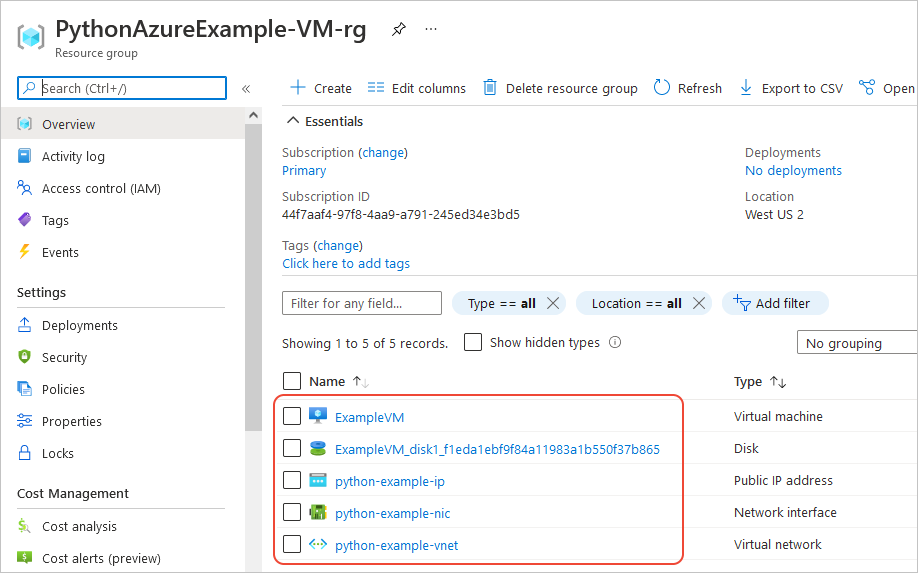 PythonAzureExample-VM-rg
Resource group
Search (Ctrl+/)
«
Overview
Activity log
Access control (IAM)
Tags
Events
Settings
Deployments
Security
Policies
Properties
Locks
Cost Management
Cost analysis
Cost alerts (preview)
Create Edit columns Delete resource group Refresh Export to CSV Open
Essentials
Subscription (change)
Primary
Subscription ID
44f7aaf4-97f8-4aa9-a791-245ed34e3bd5
Tags (change)
Click here to add tags
Deployments
No deployments
Location
West US 2
Filter for any field... Type == all Location == all Add filter
Showing 1 to 5 of 5 records. Show hidden types No grouping
Name Type
ExampleVM Virtual machine
ExampleVM_disk1_f1eda1ebf9f84a11983a1b550f37b865 Disk
python-example-ip Public IP address
python-example-nic Network interface
python-example-vnet Virtual network